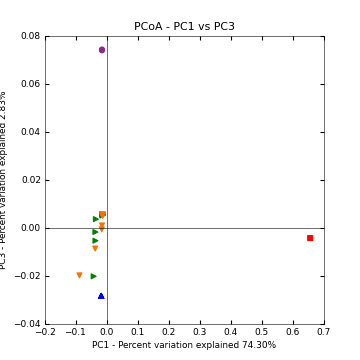 PCoA - PC1 vs PC3
0.08
0.06
0.04
0.02
0.00
−0.02
−0.04
PC3 - Percent variation explained 2.83%
−0.2 −0.1 0.0 0.1 0.2 0.3 0.4 0.5 0.6 0.7
PC1 - Percent variation explained 74.30%